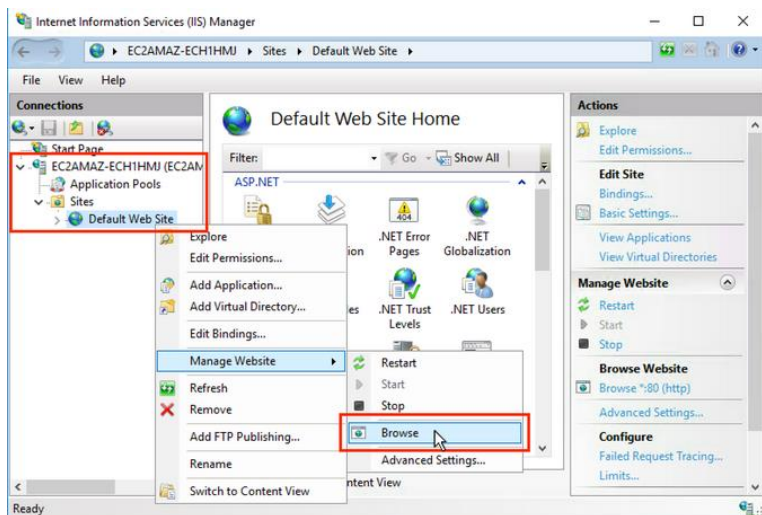 Internet Information Services (IIS) Manager
EC2AMAZ-ECH1HMJ
Sites
Default Web Site
File View Help
Connections
Start Page
EC2AMAZ-ECH1HMJ (EC2AM
Application Pools
Sites
Default Web Site
Default Web Site Home
Filter:
Go
Show All
ASP.NET
.NET Error
Pages
.NET
Globalization
ion
.NET Trust
Levels
.NET Users
es
Explore
Edit Permissions...
Add Application...
Add Virtual Directory...
Edit Bindings...
Manage Website
Refresh
Remove
Add FTP Publishing...
Rename
Switch to Content View
Restart
Start
Stop
Browse
Advanced Settings...
ntent View
Actions
Explore
Edit Permissions...
Edit Site
Bindings...
Basic Settings...
View Applications
View Virtual Directories
Manage Website
Restart
Start
Stop
Browse Website
Browse *:80 (http)
Advanced Settings...
Configure
Failed Request Tracing...
Limits...
Ready